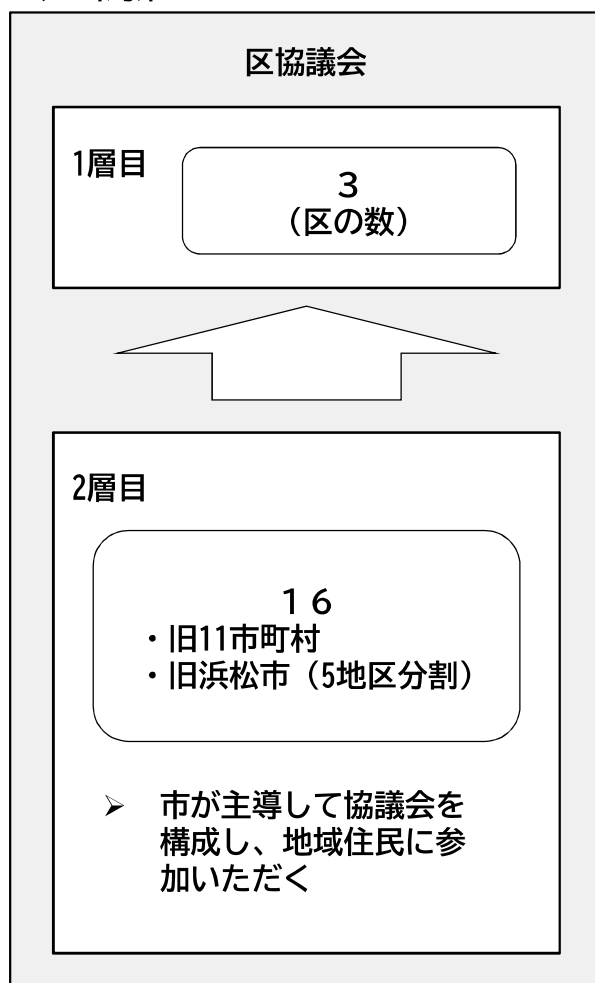 区協議会
1層目
３
（区の数）
2層目
１６
・旧11市町村
・旧浜松市（5地区分割）
➢ 市が主導して協議会を
構成し、地域住民に参
加いただく